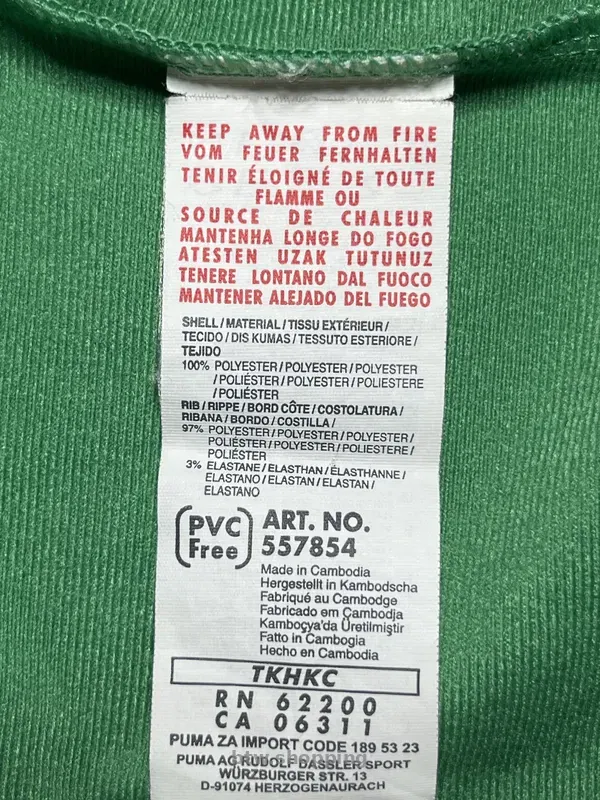 KEEP AWAY FROM FIRE
VOM FEUER FERNHALTEN
TENIR ÉLOIGNÉ DE TOUTE
FLAMME OU
SOURCE DE CHALEUR
MANTENHA LONGE DO FOGO
ATESTEN UZAK TUTUNUZ
TENERE LONTANO DAL FUOCO
MANTENER ALEJADO DEL FUEGO
SHELL / MATERIAL / TISSU EXTÉRIEUR /
TECIDO / DIS KUMAS / TESSUTO ESTERIORE /
TEJIDO
100% POLYESTER / POLYESTER / POLYESTER
/ POLIÉSTER / POLYESTER / POLIESTERE
/ POLIÉSTER
RIB / RIPPE / BORD CÔTE / COSTOLATURA /
RIBANA / BORDO / COSTILLA /
97% POLYESTER / POLYESTER / POLYESTER /
POLIÉSTER / POLYESTER / POLIESTERE /
POLIÉSTER
3% ELASTANE / ELASTHAN / ÉLASTHANNE /
ELASTANO / ELASTAN / ELASTAN /
ELASTANO
PVC Free
ART. NO.
557854
Made in Cambodia
Hergestellt in Kambodscha
Fabriqué au Cambodge
Fabricado em Cambodja
Kamboçya'da Üretilmiştir
Fatto in Cambogia
Hecho en Cambodia
TKHKC
RN 62200
CA 06311
PUMA ZA IMPORT CODE 189 53 23
PUMA AG RUDOLF DASSLER SPORT
WÜRZBURGER STR. 13
D-91074 HERZOGENAURACH